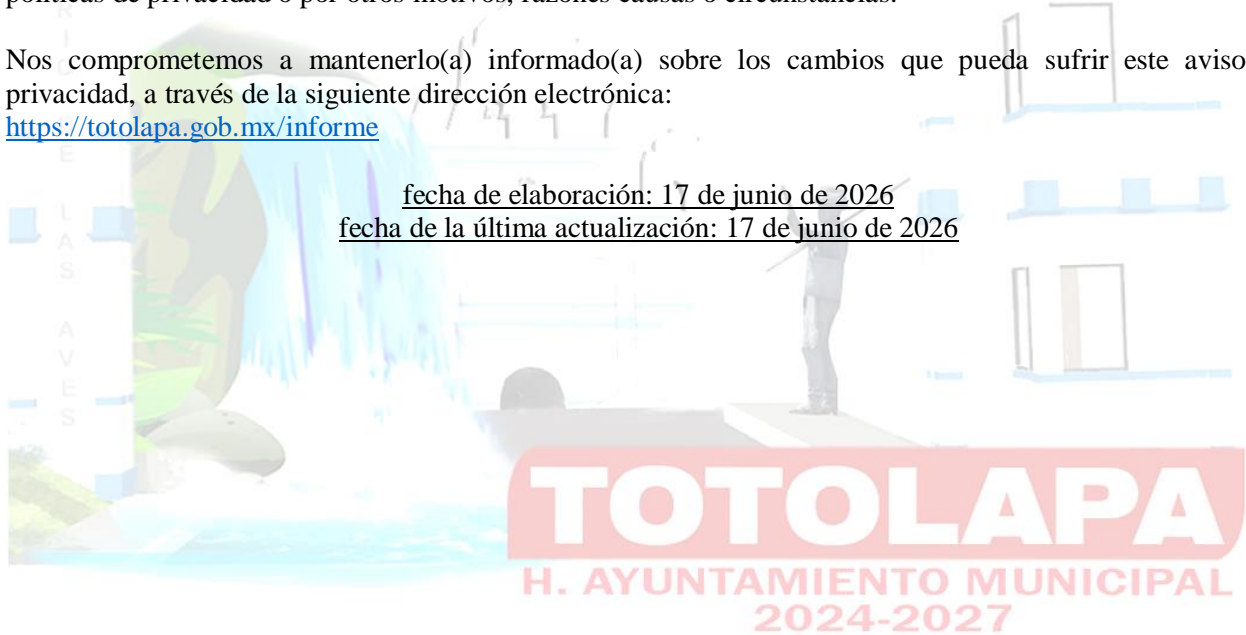 políticas de privacidad o por otros motivos, razones causas o circunstancias.
Nos comprometemos a mantenerlo(a) informado(a) sobre los cambios que pueda sufrir este aviso
privacidad, a través de la siguiente dirección electrónica:
https://totolapa.gob.mx/informe
fecha de elaboración: 17 de junio de 2026
fecha de la última actualización: 17 de junio de 2026
LAS AVES
TOTOLAPA
H. AYUNTAMIENTO MUNICIPAL
2024-2027